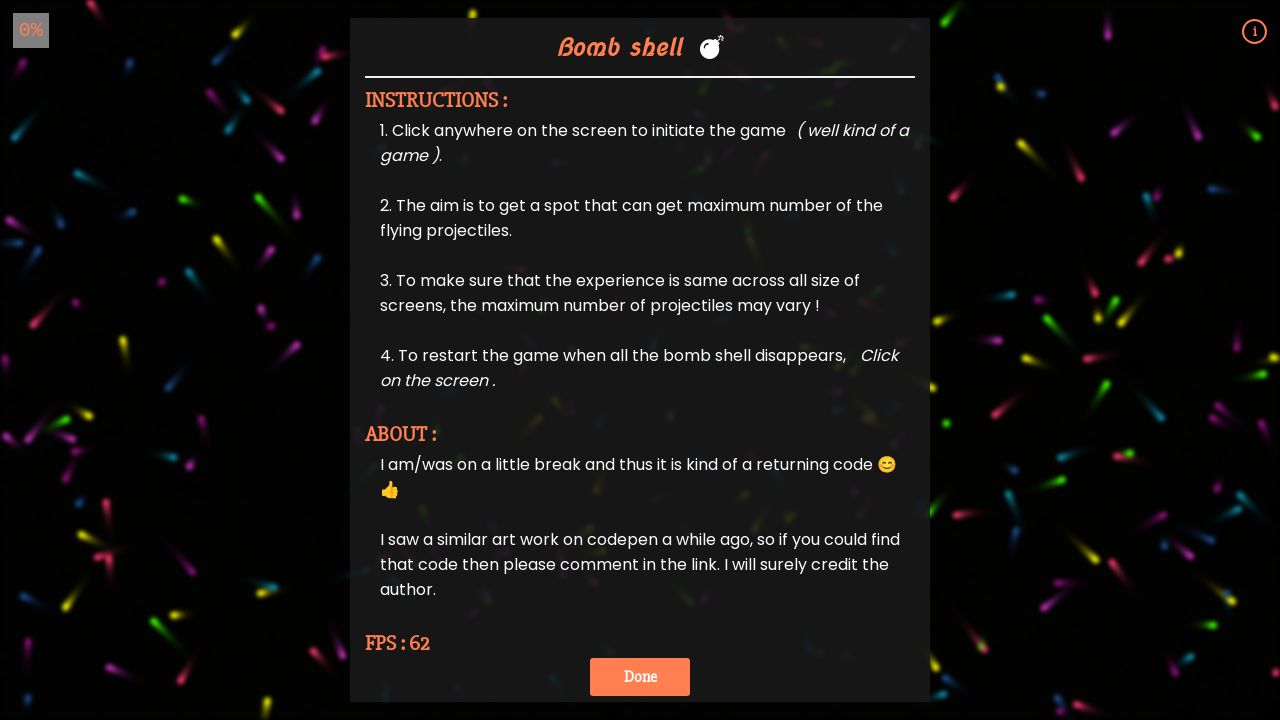 0%
Bomb shell 💣
i
INSTRUCTIONS :
1. Click anywhere on the screen to initiate the game ( well kind of a
game ).
2. The aim is to get a spot that can get maximum number of the
flying projectiles.
3. To make sure that the experience is same across all size of
screens, the maximum number of projectiles may vary !
4. To restart the game when all the bomb shell disappears, Click
on the screen .
ABOUT :
I am/was on a little break and thus it is kind of a returning code 😊
👍
I saw a similar art work on codepen a while ago, so if you could find
that code then please comment in the link. I will surely credit the
author.
FPS : 62
Done